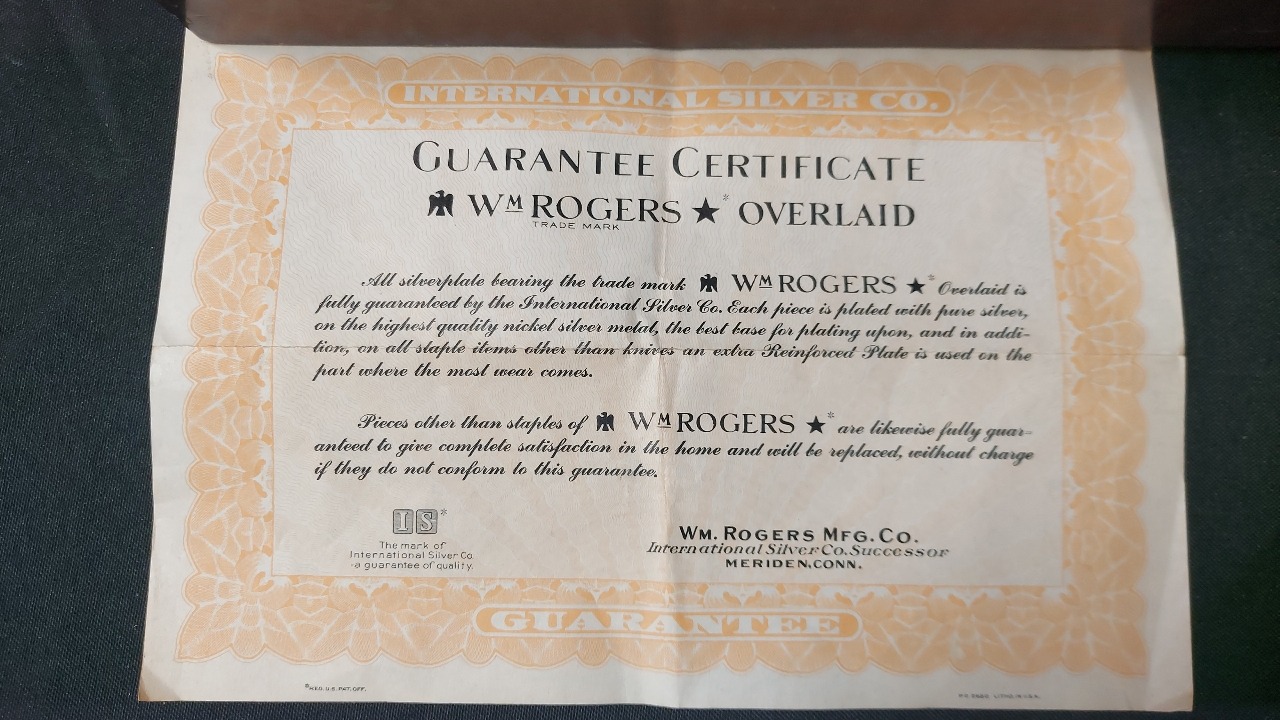 INTERNATIONAL SILVER CO.
GUARANTEE CERTIFICATE
WM ROGERS ★* OVERLAID
TRADE MARK
All silverplate bearing the trade mark WM ROGERS ★* Overlaid is
fully guaranteed by the International Silver Co. Each piece is plated with pure silver,
on the highest quality nickel silver metal, the best base for plating upon, and in addi-
tion, on all staple items other than knives an extra Reinforced Plate is used on the
part where the most wear comes.
Pieces other than staples of WM ROGERS ★* are likewise fully guar-
anteed to give complete satisfaction in the home and will be replaced, without charge
if they do not conform to this guarantee.
IS*
The mark of
International Silver Co.
a guarantee of quality.
WM. ROGERS MFG. CO.
International Silver Co. Successor
MERIDEN, CONN.
GUARANTEE
*REG. U.S. PAT. OFF.